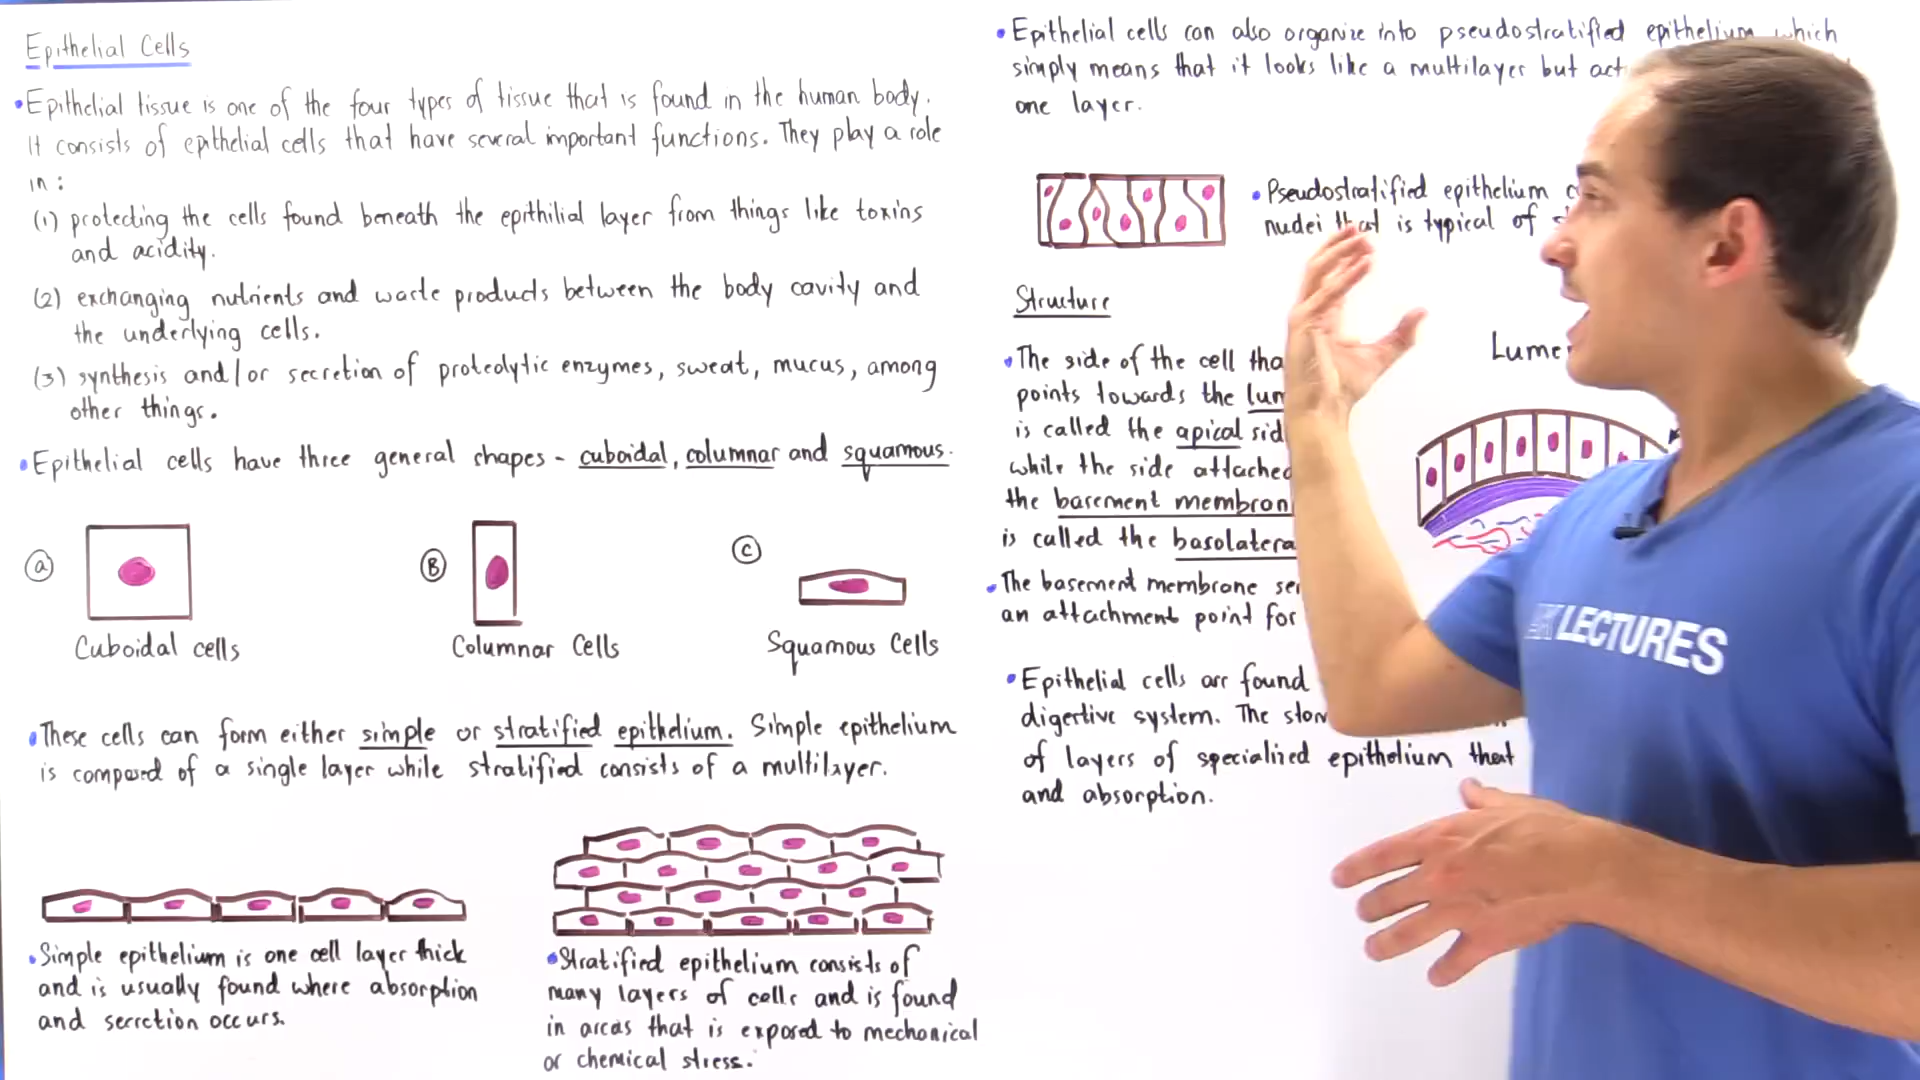 Epithelial Cells
• Epithelial tissue is one of the four types of tissue that is found in the human body.
It consists of epithelial cells that have several important functions. They play a role
in:
(1) protecting the cells found beneath the epithilial layer from things like toxins
and acidity.
(2) exchanging nutrients and waste products between the body cavity and
the underlying cells.
(3) synthesis and/or secretion of proteolytic enzymes, sweat, mucus, among
other things.
• Epithelial cells have three general shapes - cuboidal, columnar and squamous.
a
Cuboidal cells
B
Columnar Cells
C
Squamous Cells
• These cells can form either simple or stratified epithelium. Simple epithelium
is composed of a single layer while stratified consists of a multilayer.
• Simple epithelium is one cell layer thick
and is usually found where absorption
and secretion occurs.
• Stratified epithelium consists of
many layers of cells and is found
in areas that is exposed to mechanical
or chemical stress.
• Epithelial cells can also organize into pseudostratified epithelium which
simply means that it looks like a multilayer but
one layer.
• Pseudostratified epithelium
nuclei that is typical of
Structure
• The side of the cell
points towards the
is called the apical
while the side attached
the basement
is called the
• The basement membrane
an attachment point for
• Epithelial cells are found
digestive system. The
of layers of specialized epithelium that
and absorption.
LECTURES